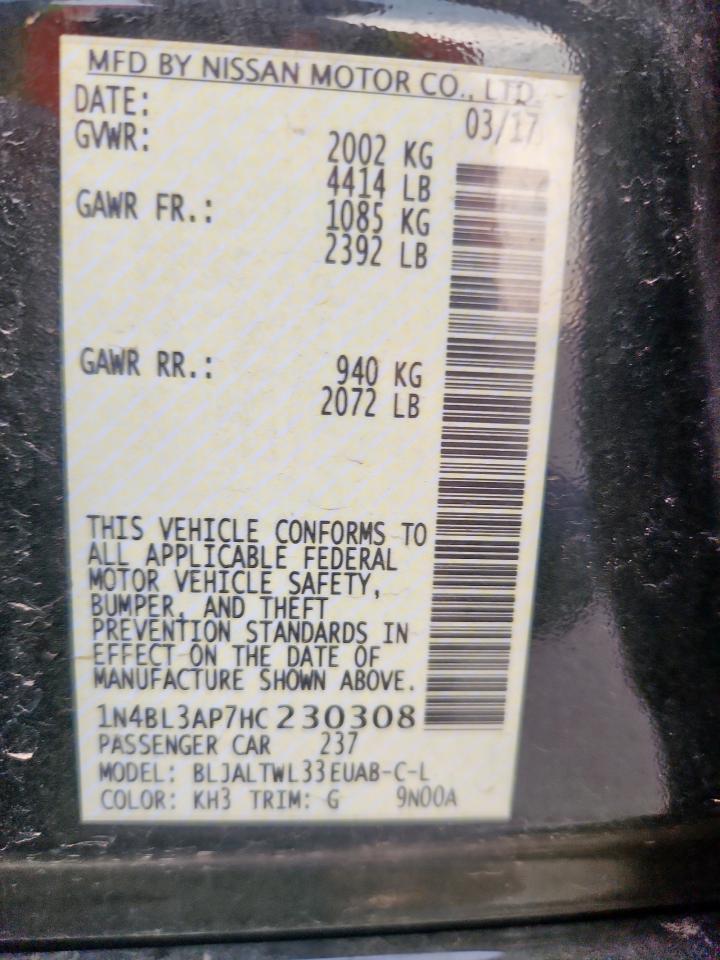 MFD BY NISSAN MOTOR CO., LTD.
DATE: 03/17
GVWR: 2002 KG
4414 LB
GAWR FR.: 1085 KG
2392 LB
GAWR RR.: 940 KG
2072 LB
THIS VEHICLE CONFORMS TO
ALL APPLICABLE FEDERAL
MOTOR VEHICLE SAFETY,
BUMPER, AND THEFT
PREVENTION STANDARDS IN
EFFECT ON THE DATE OF
MANUFACTURE SHOWN ABOVE.
1N4BL3AP7HC230308
PASSENGER CAR 237
MODEL: BLJALTWL33EUAB-C-L
COLOR: KH3 TRIM: G 9N00A